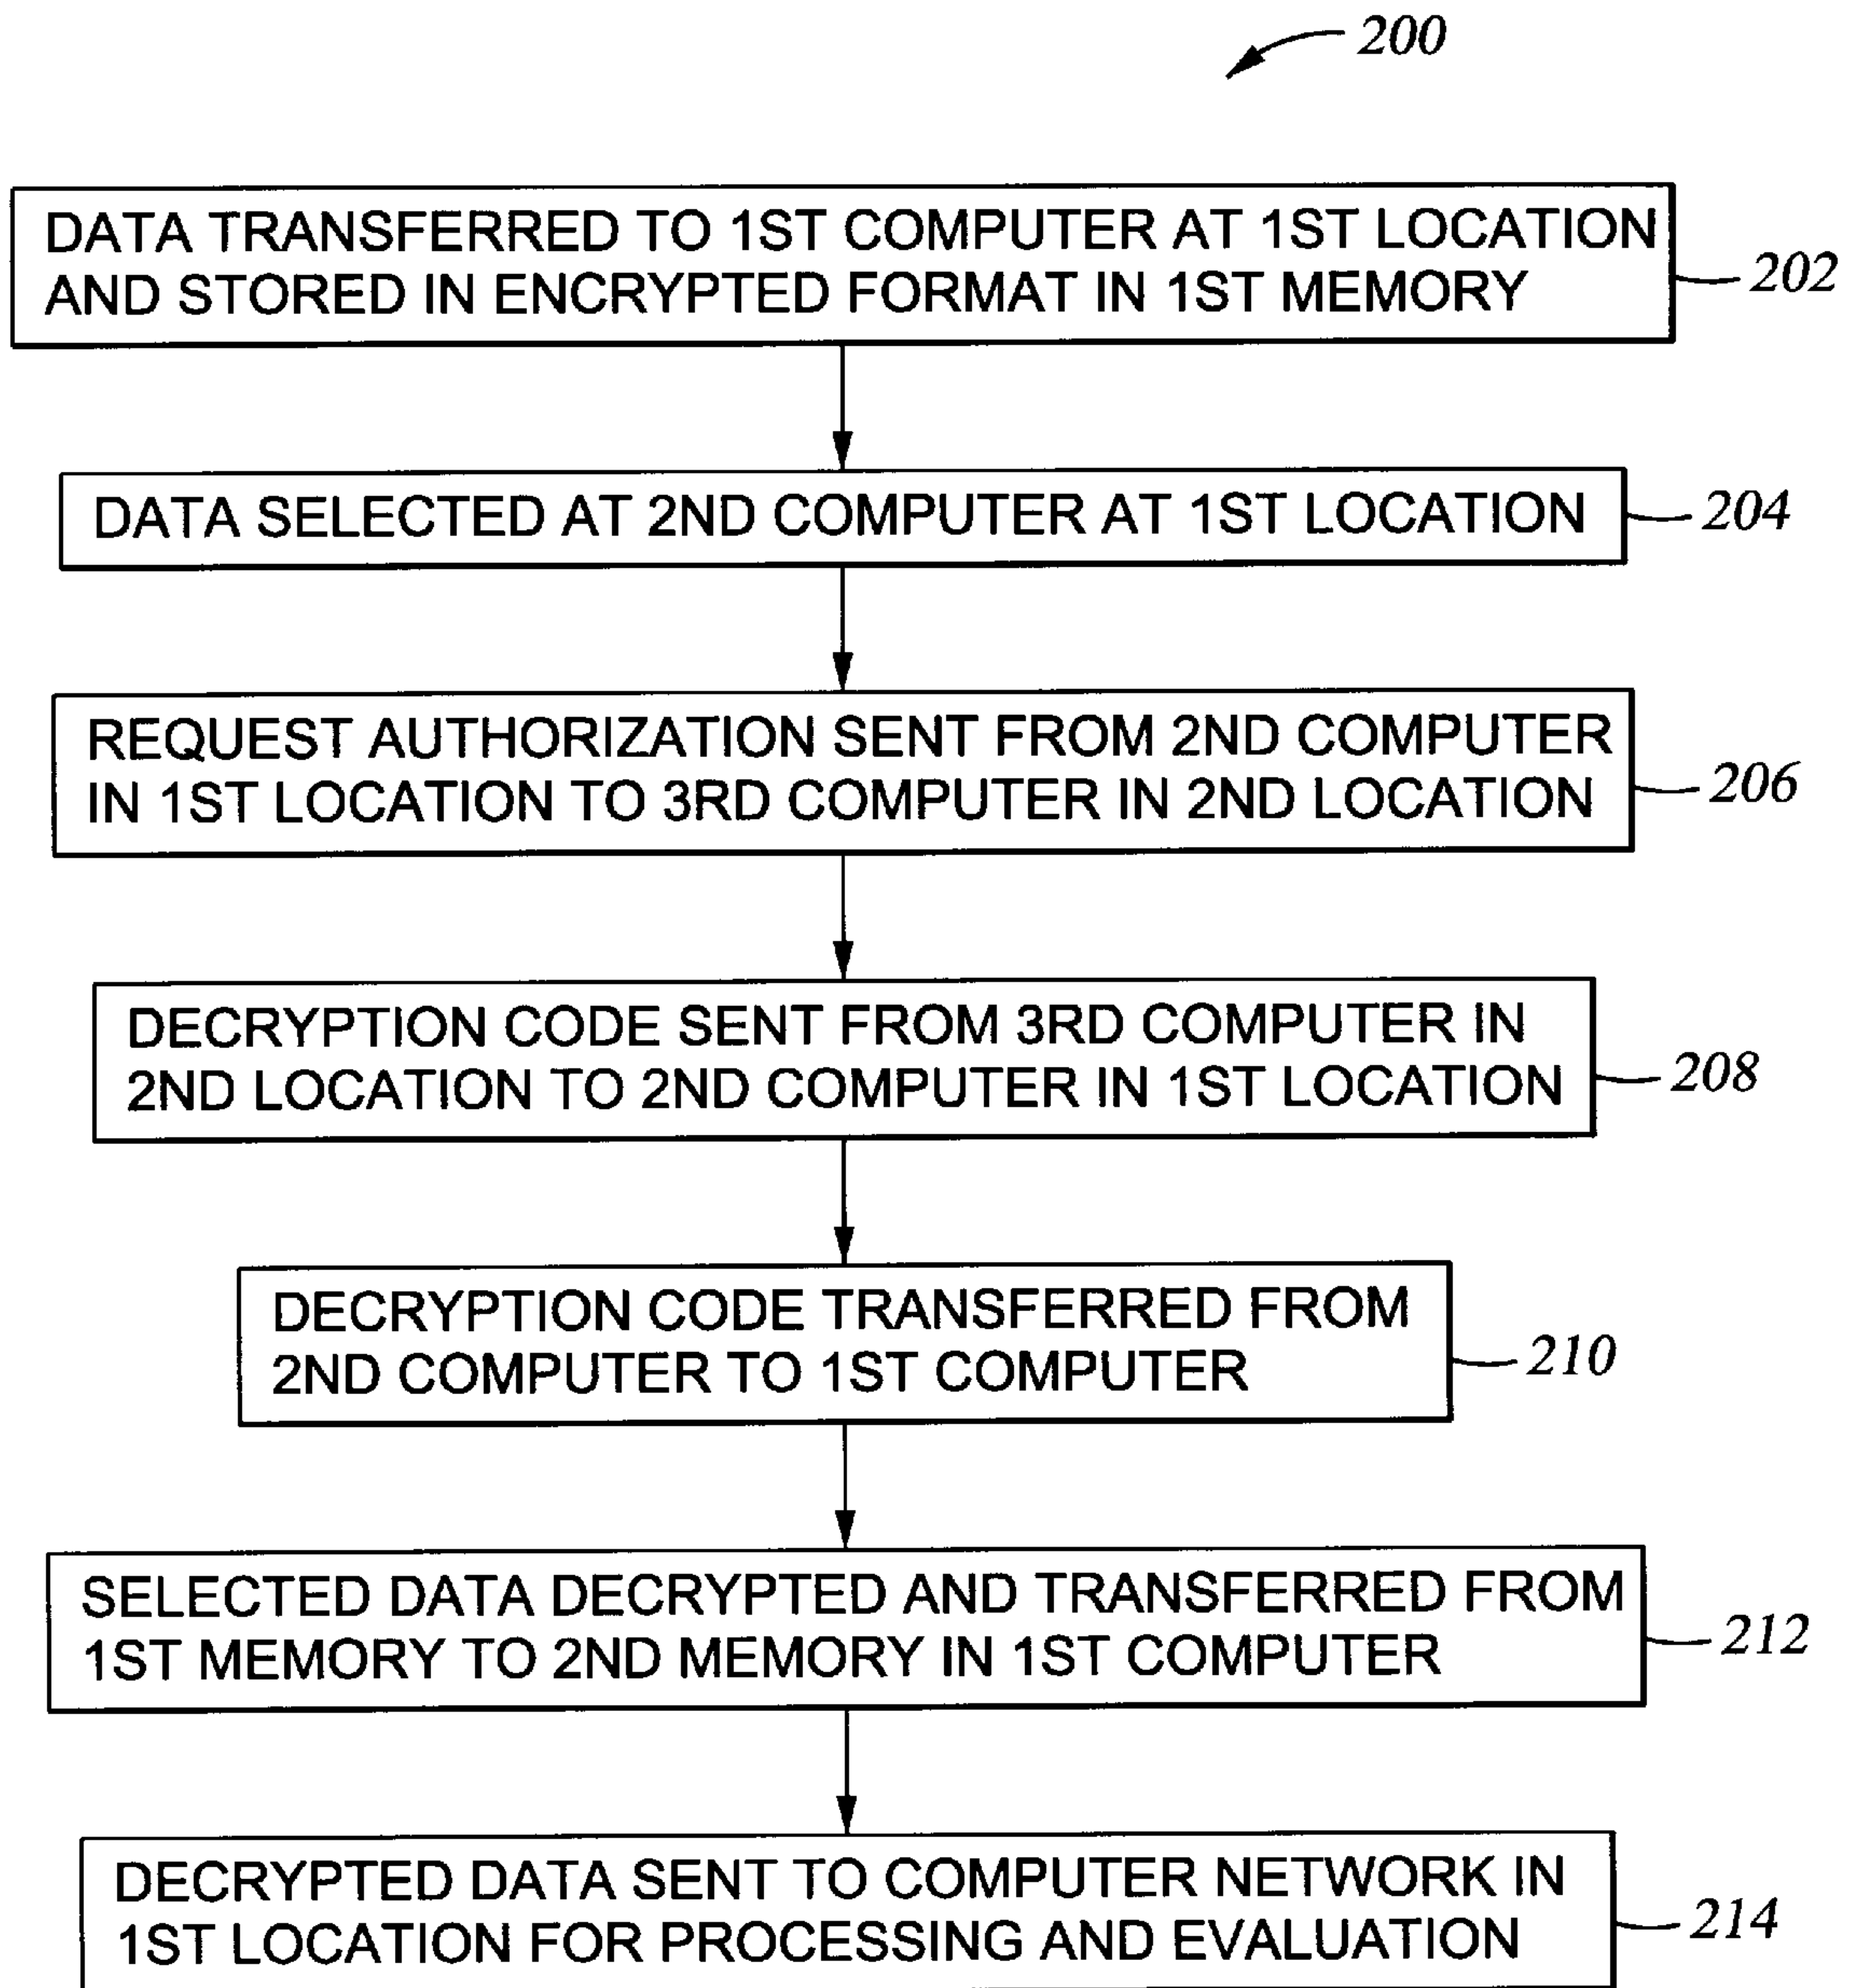 200
DATA TRANSFERRED TO 1ST COMPUTER AT 1ST LOCATION
AND STORED IN ENCRYPTED FORMAT IN 1ST MEMORY
202
DATA SELECTED AT 2ND COMPUTER AT 1ST LOCATION
204
REQUEST AUTHORIZATION SENT FROM 2ND COMPUTER
IN 1ST LOCATION TO 3RD COMPUTER IN 2ND LOCATION
206
DECRYPTION CODE SENT FROM 3RD COMPUTER IN
2ND LOCATION TO 2ND COMPUTER IN 1ST LOCATION
208
DECRYPTION CODE TRANSFERRED FROM
2ND COMPUTER TO 1ST COMPUTER
210
SELECTED DATA DECRYPTED AND TRANSFERRED FROM
1ST MEMORY TO 2ND MEMORY IN 1ST COMPUTER
212
DECRYPTED DATA SENT TO COMPUTER NETWORK IN
1ST LOCATION FOR PROCESSING AND EVALUATION
214